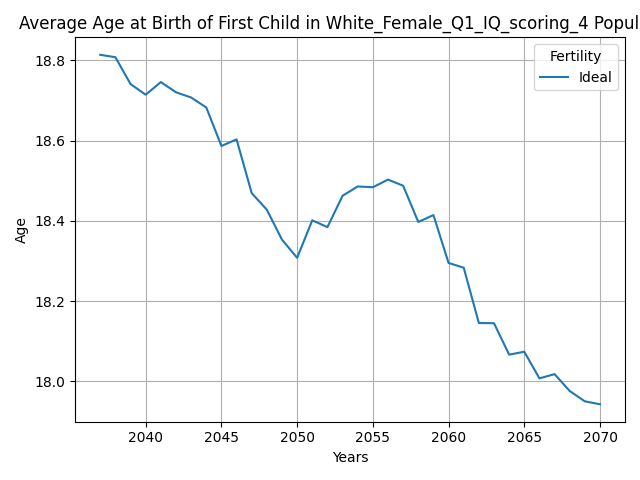 Average Age at Birth of First Child in White_Female_Q1_IQ_scoring_4 Popul
Fertility
Ideal
18.8
18.6
18.4
18.2
18.0
Age
2040 2045 2050 2055 2060 2065 2070
Years